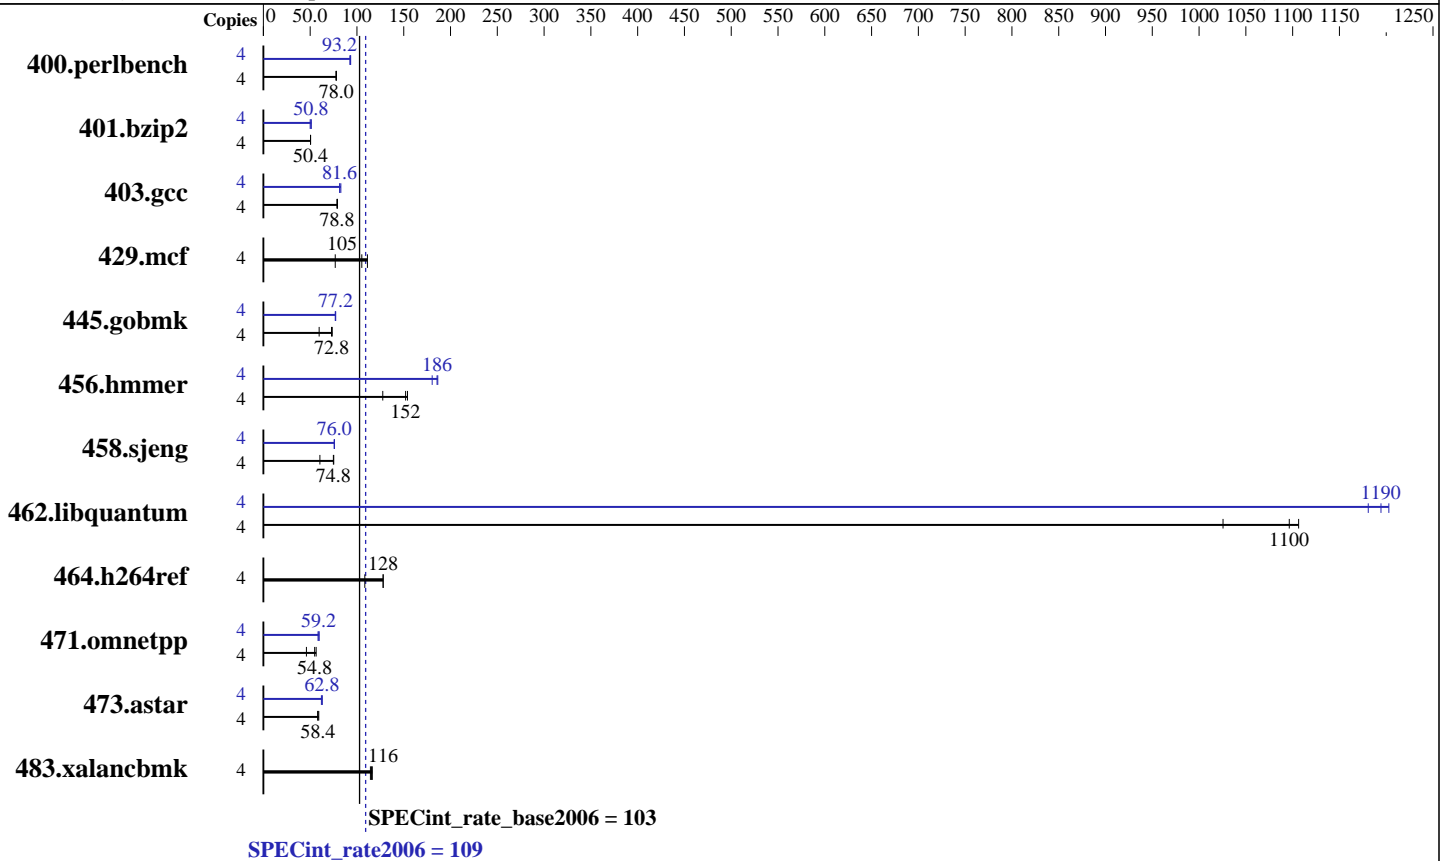 Copies 0 50.0 100 150 200 250 300 350 400 450 500 550 600 650 700 750 800 850 900 950 1000 1050 1100 1150 1250
400.perlbench 4 93.2
4 78.0
401.bzip2 4 50.8
4 50.4
403.gcc 4 81.6
4 78.8
429.mcf 4 105
445.gobmk 4 77.2
4 72.8
456.hmmer 4 186
4 152
458.sjeng 4 76.0
4 74.8
462.libquantum 4 1190
4 1100
464.h264ref 4 128
471.omnetpp 4 59.2
4 54.8
473.astar 4 62.8
4 58.4
483.xalancbmk 4 116
SPECint_rate_base2006 = 103
SPECint_rate2006 = 109